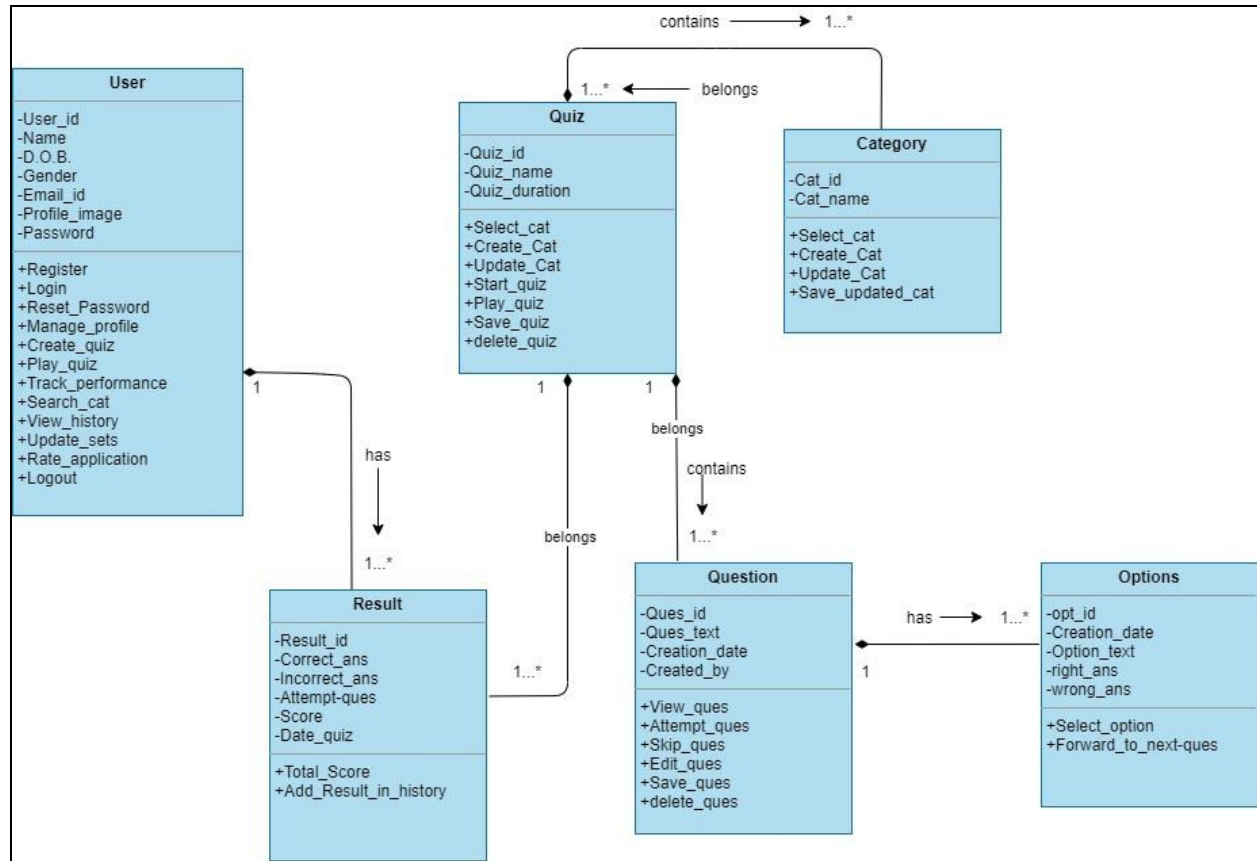 contains
1...*
User
-User_id
-Name
-D.O.B.
-Gender
-Email_id
-Profile_image
-Password
+Register
+Login
+Reset_Password
+Manage_profile
+Create_quiz
+Play_quiz
+Track_performance
+Search_cat
+View_history
+Update_sets
+Rate_application
+Logout
1...*
belongs
Quiz
-Quiz_id
-Quiz_name
-Quiz_duration
+Select_cat
+Create_Cat
+Update_Cat
+Start_quiz
+Play_quiz
+Save_quiz
+delete_quiz
Category
-Cat_id
-Cat_name
+Select_cat
+Create_Cat
+Update_Cat
+Save_updated_cat
1
has
1...*
1
belongs
1...*
1
belongs
contains
1...*
Result
-Result_id
-Correct_ans
-Incorrect_ans
-Attempt-ques
-Score
-Date_quiz
+Total_Score
+Add_Result_in_history
Question
-Ques_id
-Ques_text
-Creation_date
-Created_by
+View_ques
+Attempt_ques
+Skip_ques
+Edit_ques
+Save_ques
+delete_ques
has
1...*
1
Options
-opt_id
-Creation_date
-Option_text
-right_ans
-wrong_ans
+Select_option
+Forward_to_next-ques